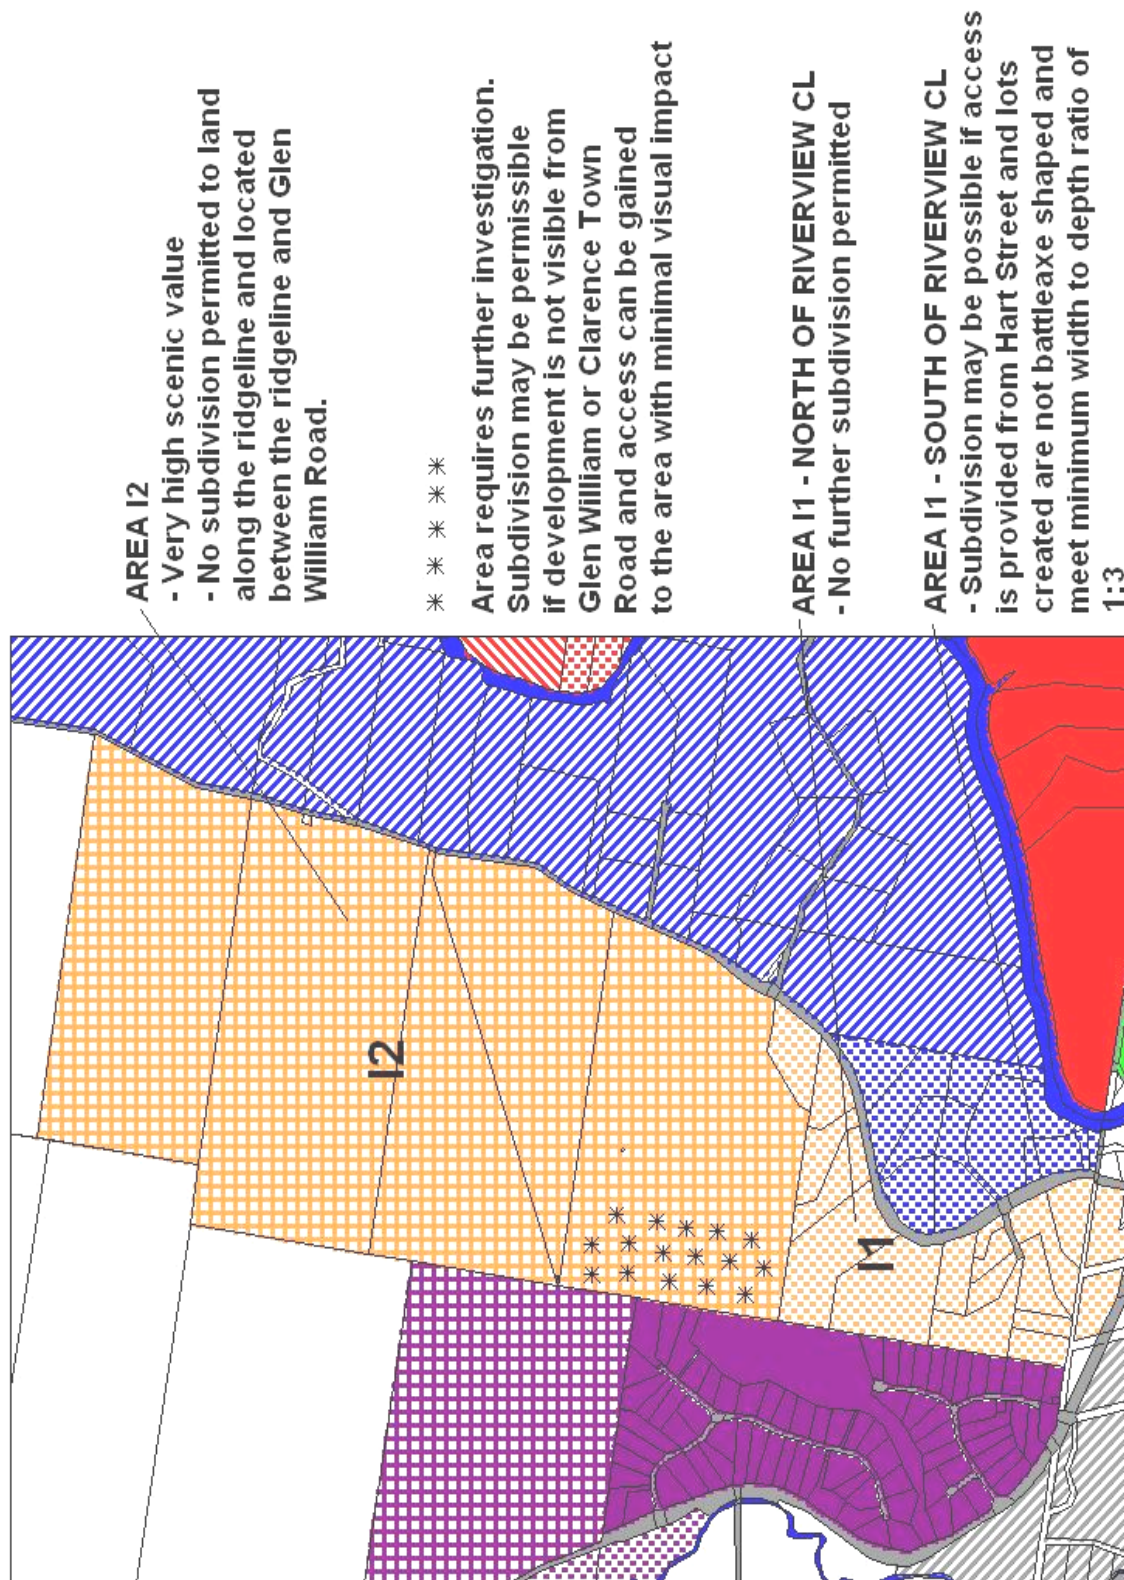 AREA I2
- Very high scenic value
- No subdivision permitted to land
along the ridgeline and located
between the ridgeline and Glen
William Road.
* * * * *
Area requires further investigation.
Subdivision may be permissible
if development is not visible from
Glen William or Clarence Town
Road and access can be gained
to the area with minimal visual impact
AREA I1 - NORTH OF RIVERVIEW CL
- No further subdivision permitted
AREA I1 - SOUTH OF RIVERVIEW CL
- Subdivision may be possible if access
is provided from Hart Street and lots
created are not battleaxe shaped and
meet minimum width to depth ratio of
1:3
I2
I1